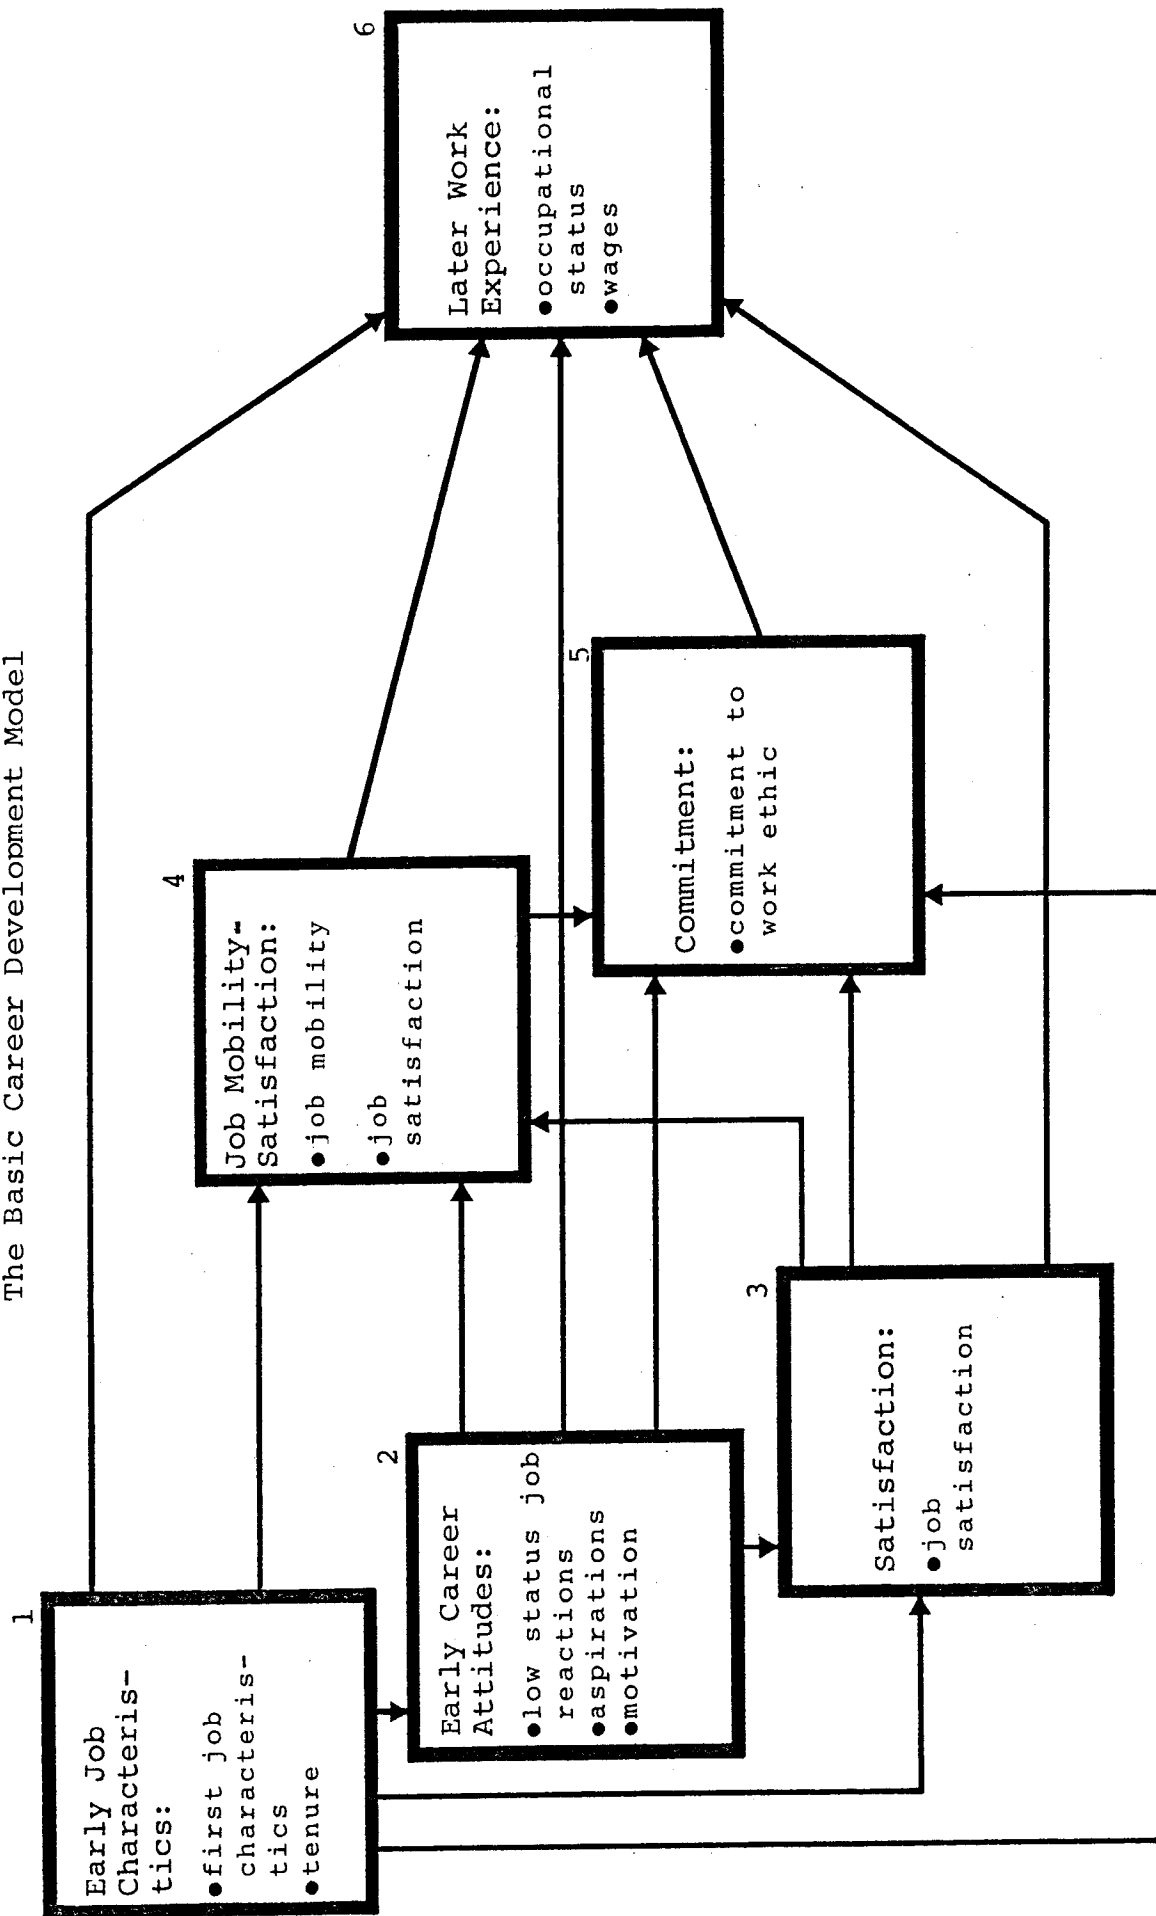 The Basic Career Development Model
1
Early Job
Characteris-
tics:
●first job
characteris-
tics
●tenure
2
Early Career
Attitudes:
●low status job
reactions
●aspirations
●motivation
3
Satisfaction:
●job
satisfaction
4
Job Mobility-
Satisfaction:
●job mobility
●job
satisfaction
5
Commitment:
●commitment to
work ethic
6
Later Work
Experience:
●occupational
status
●wages